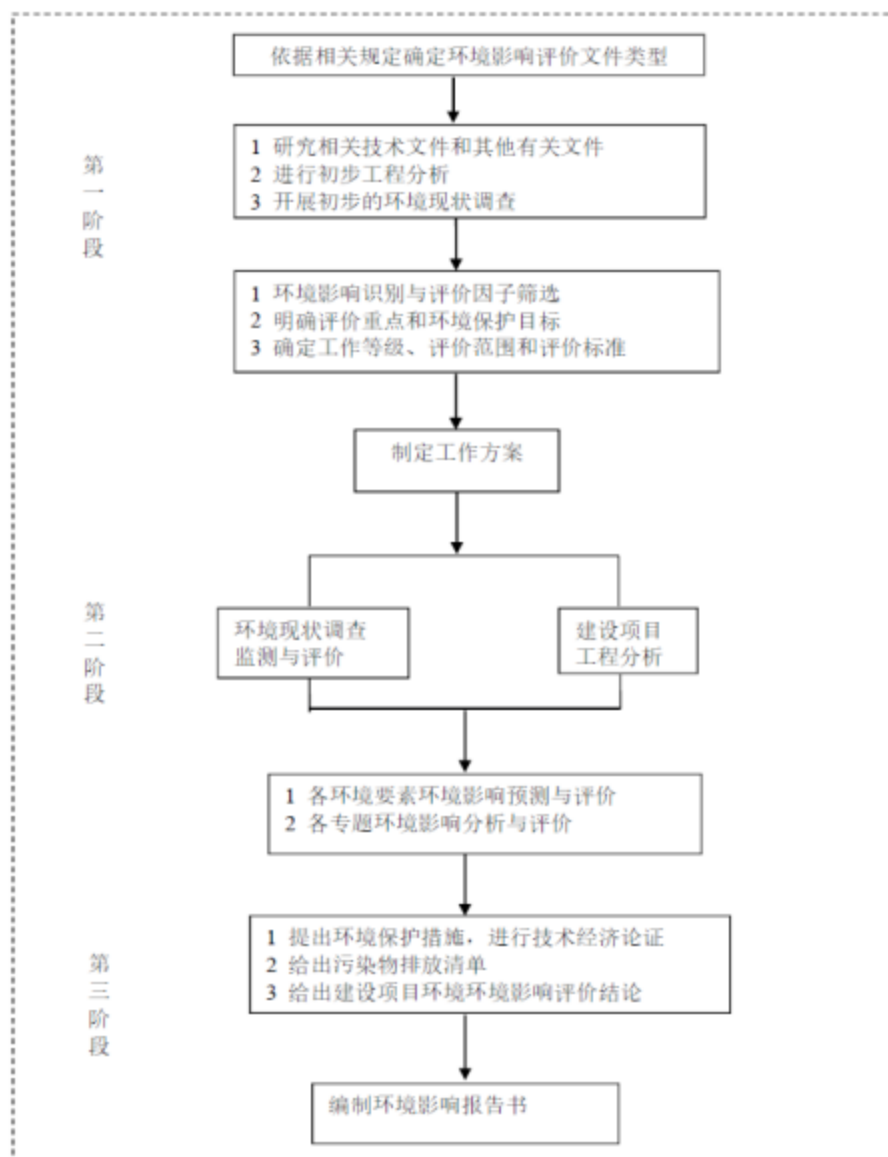 依据相关规定确定环境影响评价文件类型
第一阶段
1 研究相关技术文件和其他有关文件
2 进行初步工程分析
3 开展初步的环境现状调查
1 环境影响识别与评价因子筛选
2 明确评价重点和环境保护目标
3 确定工作等级、评价范围和评价标准
制定工作方案
第二阶段
环境现状调查
监测与评价
建设项目
工程分析
1 各环境要素环境影响预测与评价
2 各专题环境影响分析与评价
第三阶段
1 提出环境保护措施，进行技术经济论证
2 给出污染物排放清单
3 给出建设项目环境环境影响评价结论
编制环境影响报告书